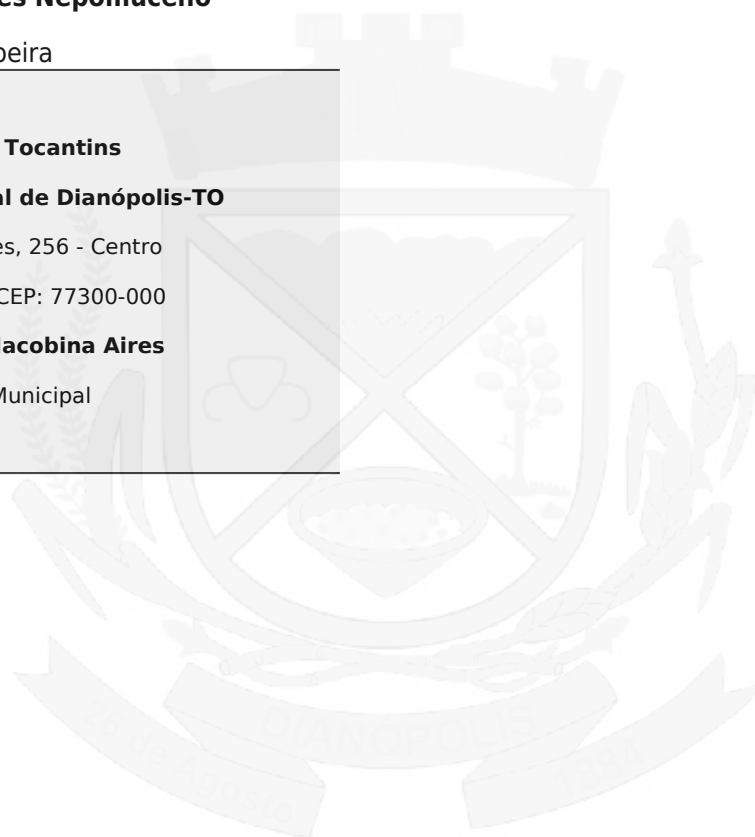 es Nepomuceno
oeira
Tocantins
al de Dianópolis-TO
es, 256 - Centro
CEP: 77300-000
Jacobina Aires
Municipal
26 de Agosto
DIANOPOLIS
1884